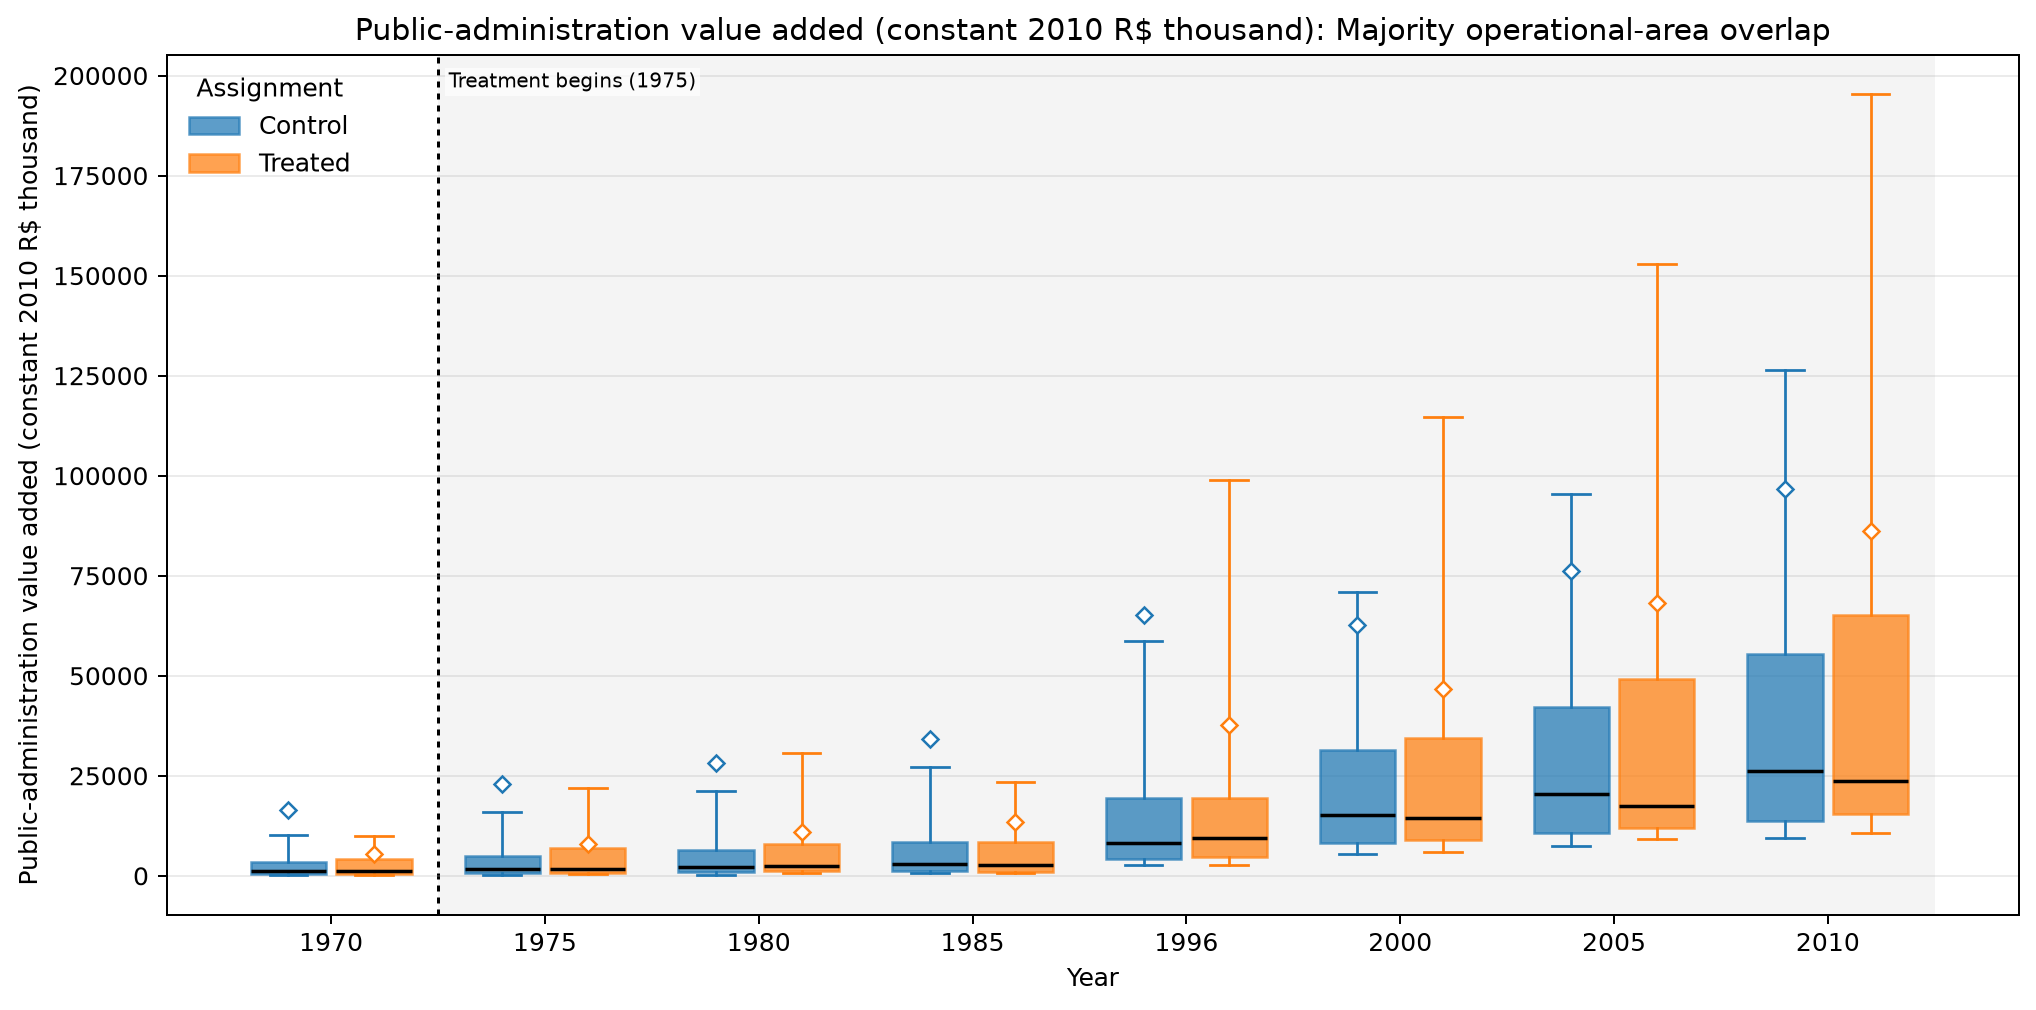 Public-administration value added (constant 2010 R$ thousand): Majority operational-area overlap
Public-administration value added (constant 2010 R$ thousand)
200000
175000
150000
125000
100000
75000
50000
25000
0
Assignment
Control
Treated
Treatment begins (1975)
1970 1975 1980 1985 1996 2000 2005 2010
Year